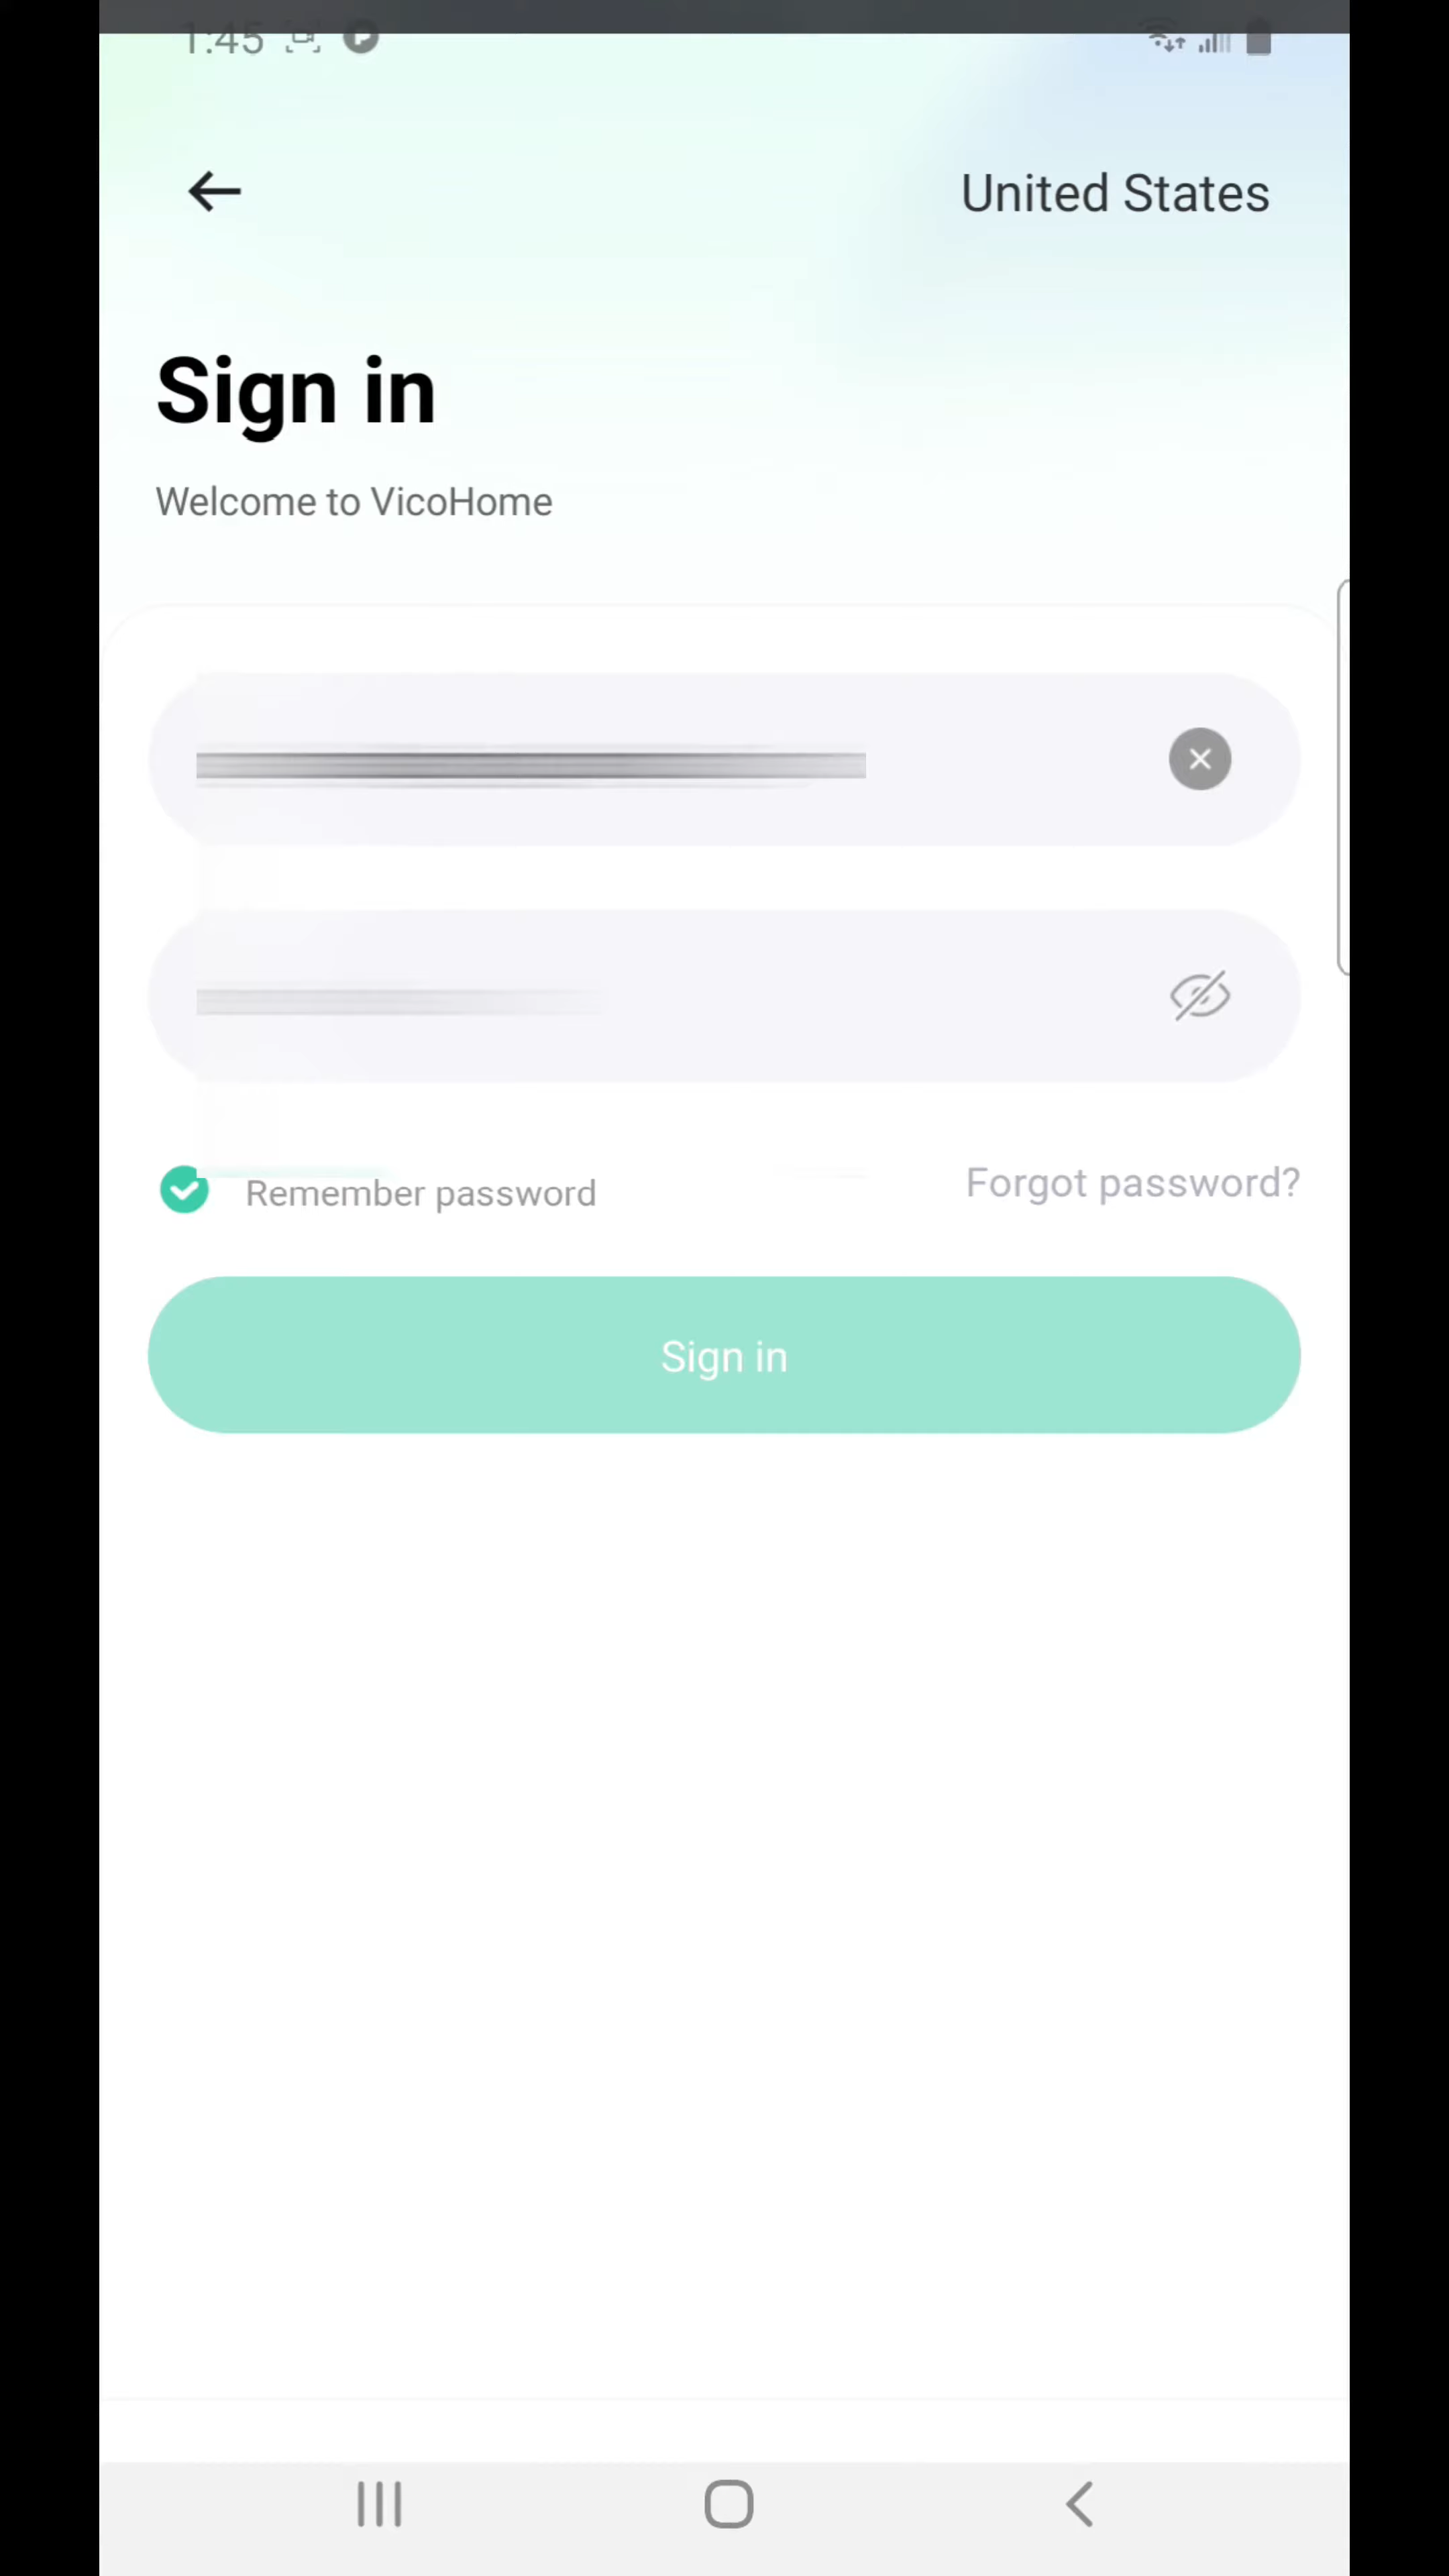 1:45
United States
Sign in
Welcome to VicoHome
Remember password
Forgot password?
Sign in